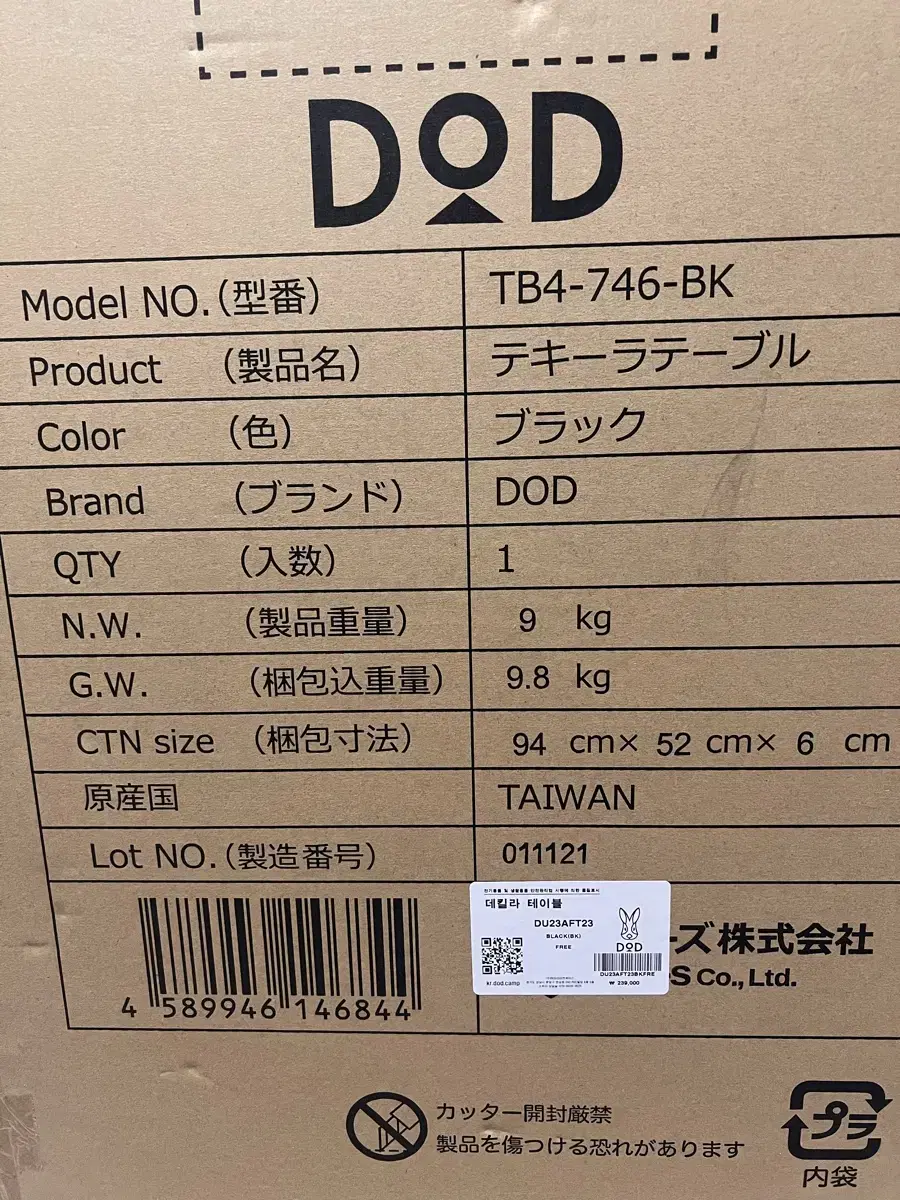 DOD
Model NO.(型番) TB4-746-BK
Product (製品名) テキーラテーブル
Color (色) ブラック
Brand (ブランド) DOD
QTY (入数) 1
N.W. (製品重量) 9 kg
G.W. (梱包込重量) 9.8 kg
CTN size (梱包寸法) 94 cm× 52 cm× 6 cm
原産国 TAIWAN
Lot NO.(製造番号) 011121
4 589946 146844
데킬라 테이블
DU23AFT23
BLACK(BK)
FREE
DOD
DU23AFT23BKFRE
kr.dod.camp
₩ 239,000
ーズ株式会社
S Co., Ltd.
カッター開封厳禁
製品を傷つける恐れがあります
プラ
内袋